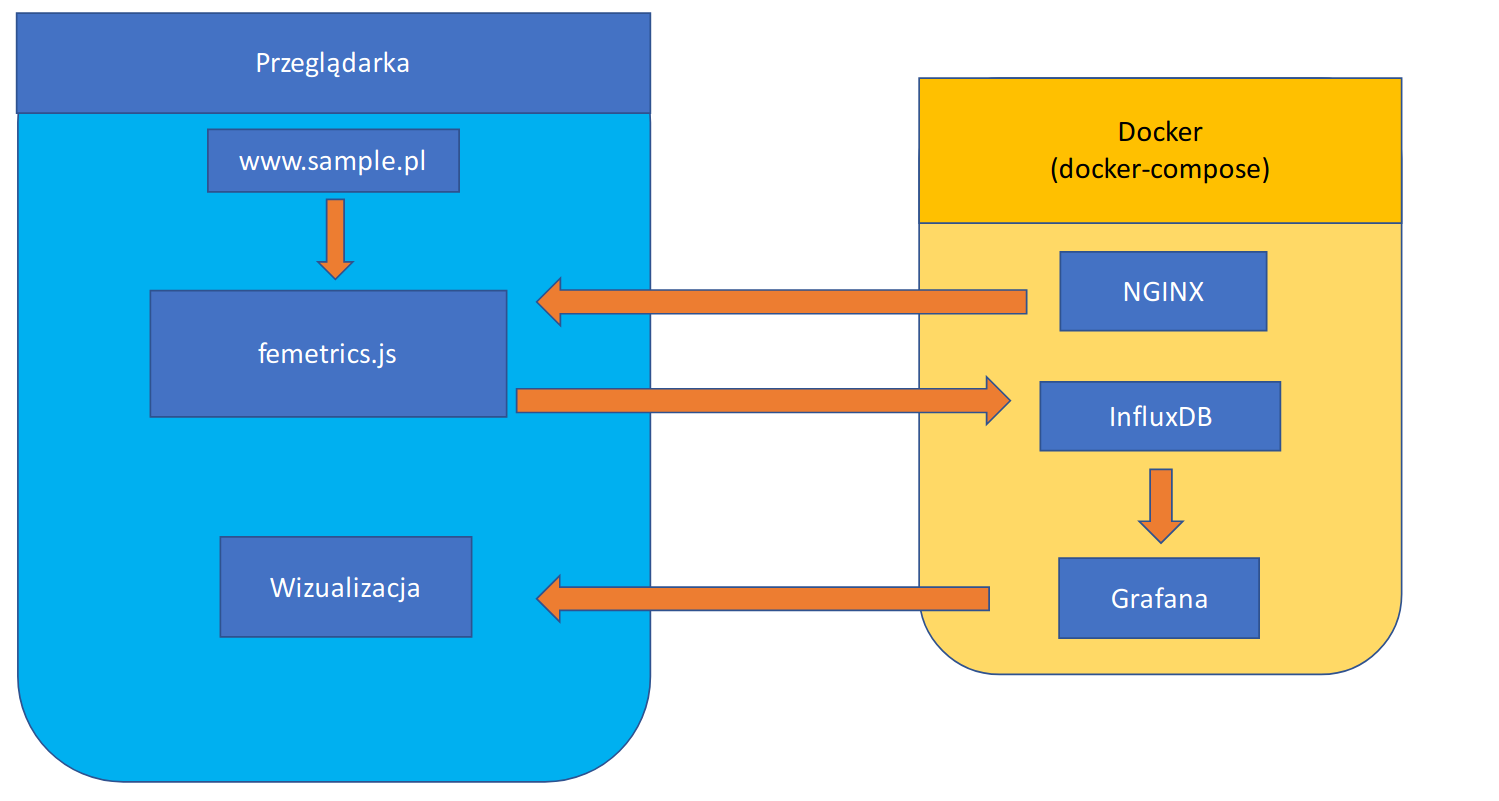 Przeglądarka
www.sample.pl
femetrics.js
Wizualizacja
Docker
(docker-compose)
NGINX
InfluxDB
Grafana